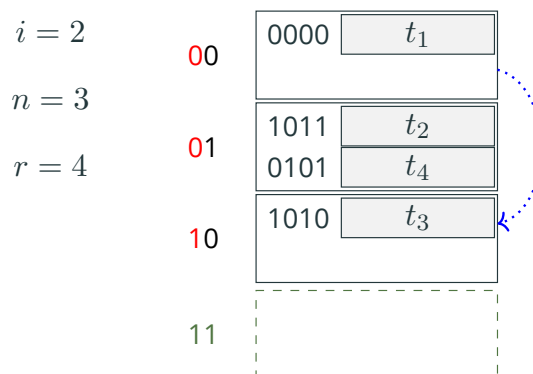 i = 2
n = 3
r = 4
00
0000 t₁
01
1011 t₂
0101 t₄
10
1010 t₃
11